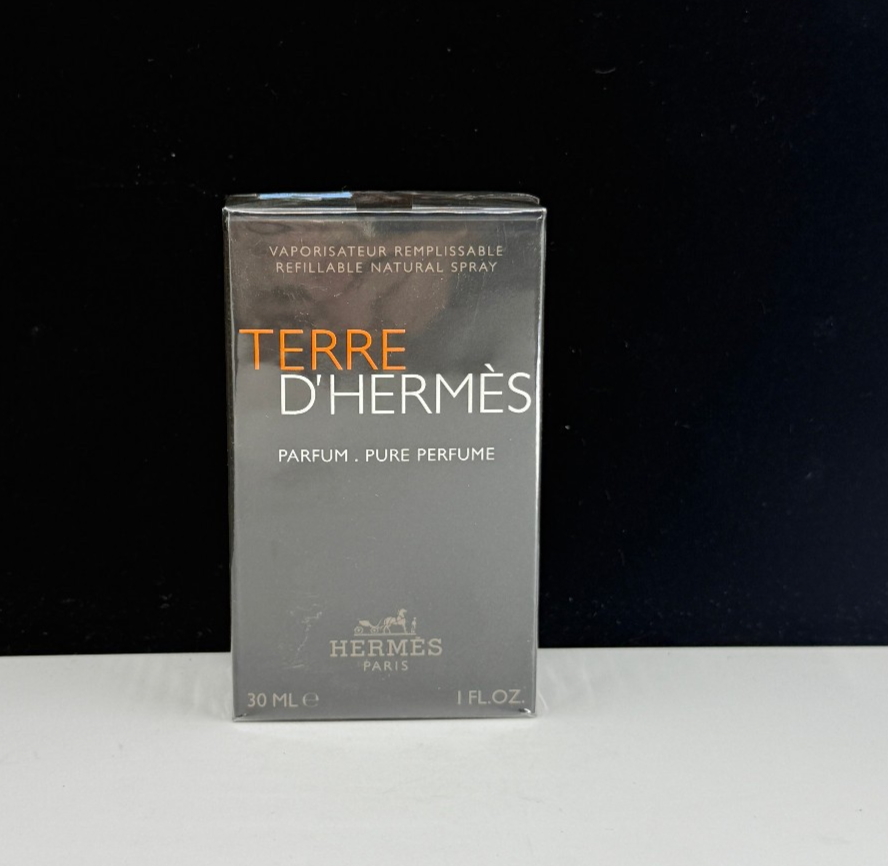 VAPORISATEUR REMPLISSABLE
REFILLABLE NATURAL SPRAY
TERRE
D'HERMÈS
PARFUM . PURE PERFUME
HERMÈS
PARIS
30 ML ℮ 1 FL.OZ.